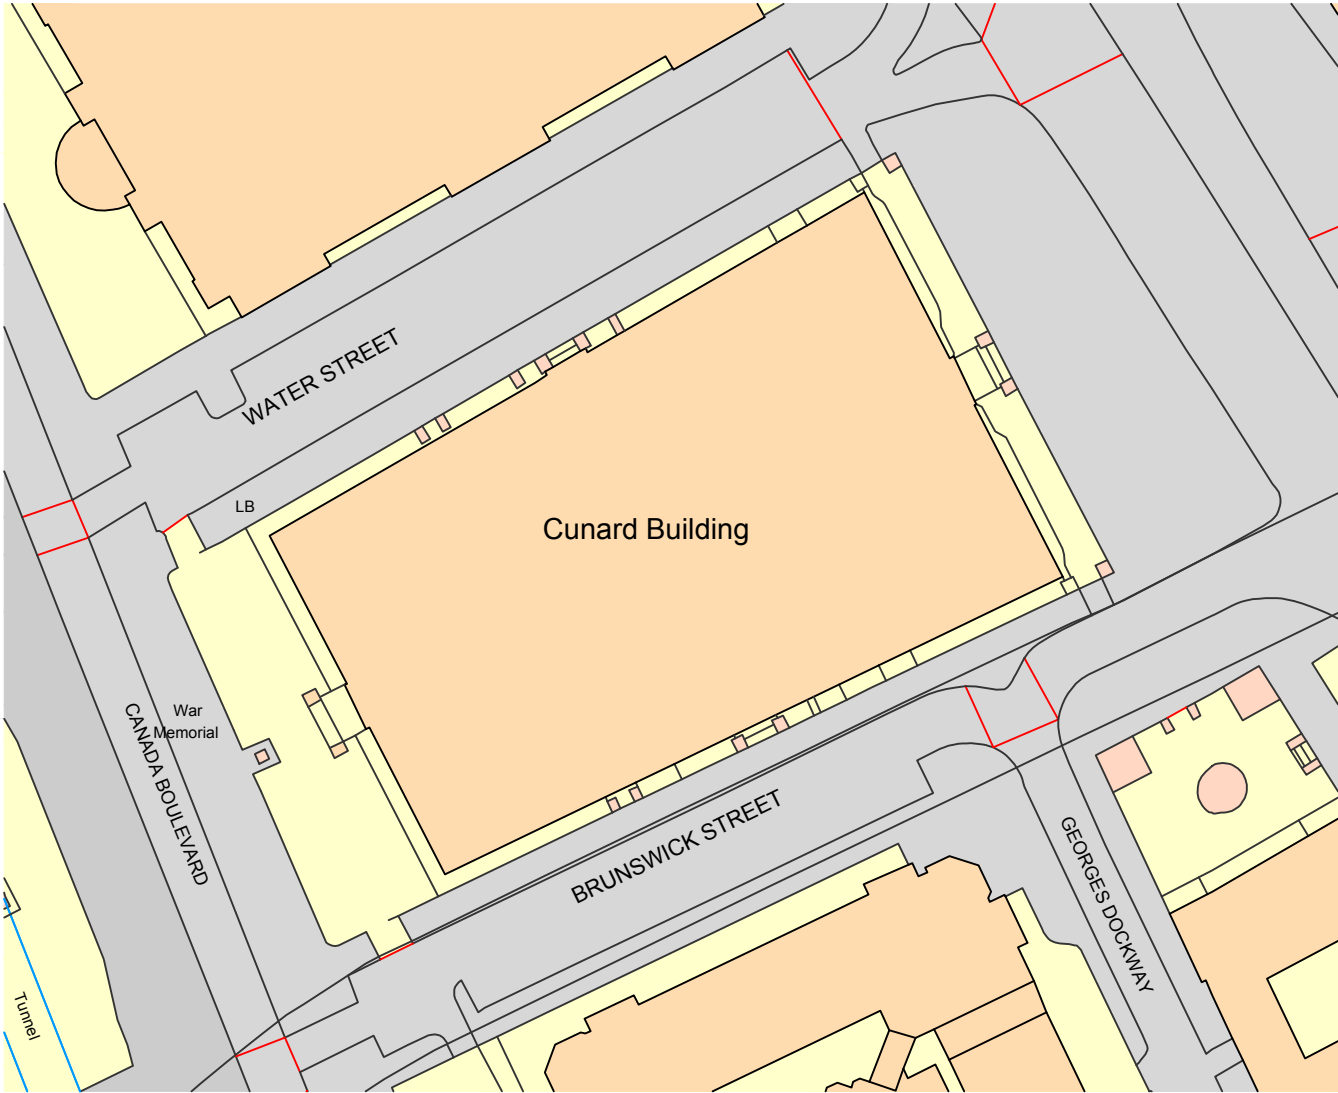 WATER STREET
LB
Cunard Building
War
Memorial
CANADA BOULEVARD
BRUNSWICK STREET
GEORGES DOCKWAY
Tunnel